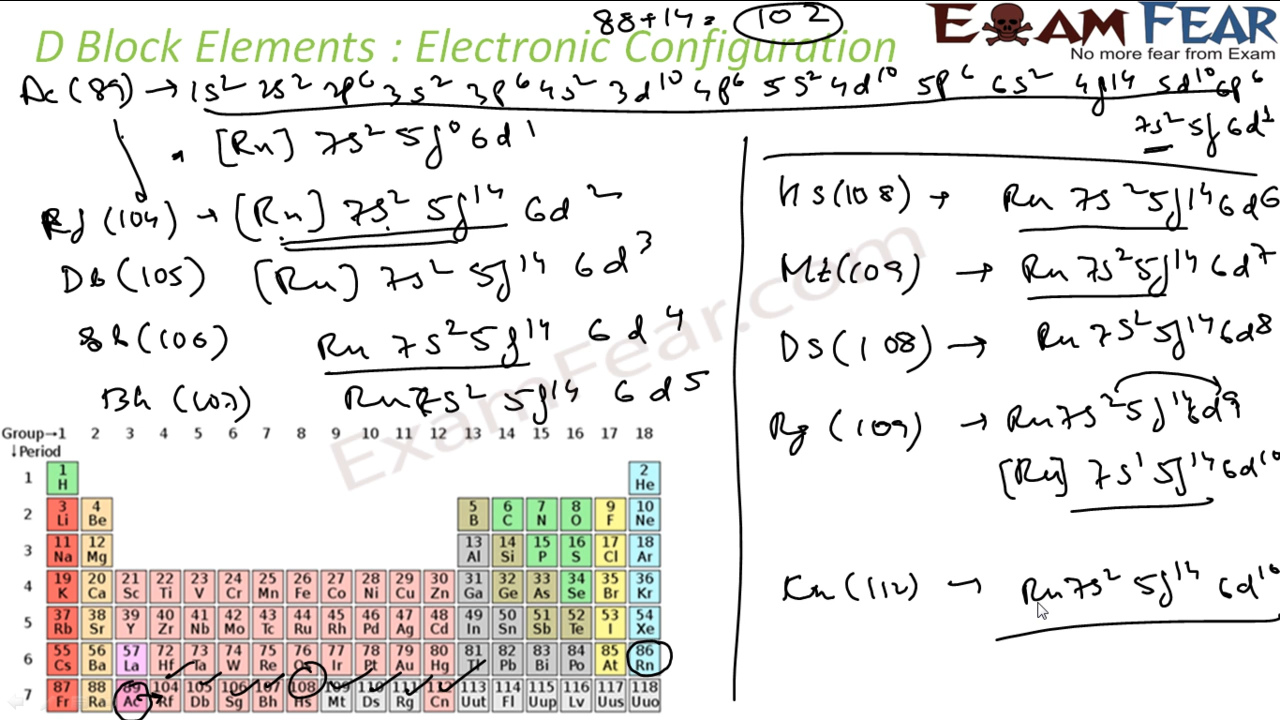 88+14= 102
EXAM FEAR
No more fear from Exam
D Block Elements : Electronic Configuration
Ac(89) → 1s² 2s² 2p⁶ 3s² 3p⁶ 4s² 3d¹⁰ 4p⁶ 5s² 4d¹⁰ 5p⁶ 6s² 4f¹⁴ 5d¹⁰ 6p⁶
7s² 5f 6d¹
[Rn] 7s² 5f⁰ 6d¹
Rf (104) → [Rn] 7s² 5f¹⁴ 6d²
Db (105) [Rn] 7s² 5f¹⁴ 6d³
(106) Rn 7s² 5f¹⁴ 6d⁴
Bh (107) Rn 7s² 5f¹⁴ 6d⁵
Hs(108) → Rn 7s² 5f¹⁴ 6d⁶
Mt(109) → Rn 7s² 5f¹⁴ 6d⁷
Ds(108) → Rn 7s² 5f¹⁴ 6d⁸
Rg (109) → Rn 7s² 5f¹⁴ 6d⁹
[Rn] 7s¹ 5f¹⁴ 6d¹⁰
(112) → Rn 7s² 5f¹⁴ 6d¹⁰
ExamFear.com
Group→1 2 3 4 5 6 7 8 9 10 11 12 13 14 15 16 17 18
↓Period
1 1 2
H He
2 3 4 5 6 7 8 9 10
Li Be B C N O F Ne
3 11 12 13 14 15 16 17 18
Na Mg Al Si P S Cl Ar
4 19 20 21 22 23 24 25 26 27 28 29 30 31 32 33 34 35 36
K Ca Sc Ti V Cr Mn Fe Co Ni Cu Zn Ga Ge As Se Br Kr
5 37 38 39 40 41 42 43 44 45 46 47 48 49 50 51 52 53 54
Rb Sr Y Zr Nb Mo Tc Ru Rh Pd Ag Cd In Sn Sb Te I Xe
6 55 56 57 72 73 74 75 76 77 78 79 80 81 82 83 84 85 86
Cs Ba La Hf Ta W Re Os Ir Pt Au Hg Tl Pb Bi Po At Rn
7 87 88 89 104 105 106 107 108 109 110 111 112 113 114 115 116 117 118
Fr Ra Ac Rf Db Sg Bh Hs Mt Ds Rg Cn Uut Fl Uup Lv Uus Uuo